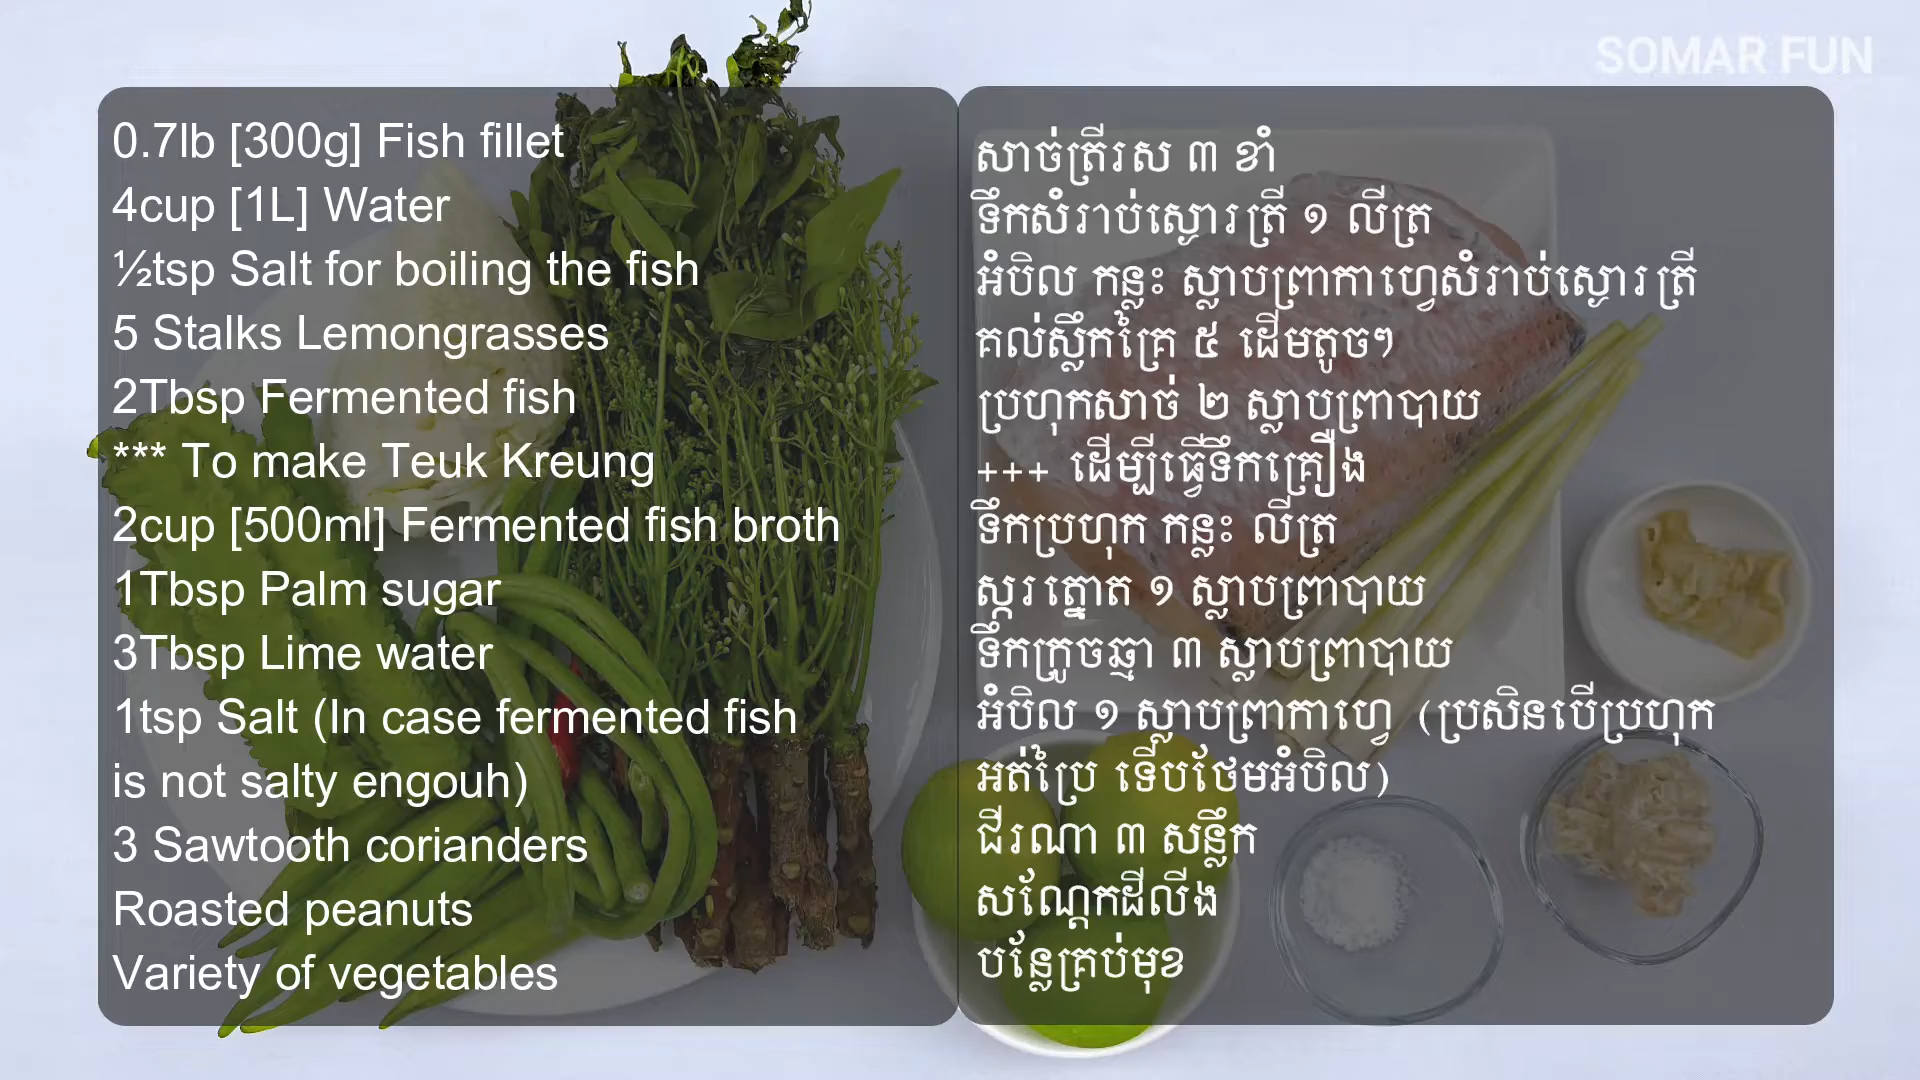 SOMAR FUN
0.7lb [300g] Fish fillet
4cup [1L] Water
½tsp Salt for boiling the fish
5 Stalks Lemongrasses
2Tbsp Fermented fish
*** To make Teuk Kreung
2cup [500ml] Fermented fish broth
1Tbsp Palm sugar
3Tbsp Lime water
1tsp Salt (In case fermented fish
is not salty engouh)
3 Sawtooth corianders
Roasted peanuts
Variety of vegetables
សាច់ត្រីរស ៣ ខាំ
ទឹកសំរាប់ស្ងោរត្រី ១ លីត្រ
អំបិល កន្លះ ស្លាបព្រាកាហ្វេសំរាប់ស្ងោរត្រី
គល់ស្លឹកគ្រៃ ៥ ដើមតូចៗ
ប្រហុកសាច់ ២ ស្លាបព្រាបាយ
+++ ដើម្បីធ្វើទឹកគ្រឿង
ទឹកប្រហុក កន្លះ លីត្រ
ស្ករត្នោត ១ ស្លាបព្រាបាយ
ទឹកក្រូចឆ្មា ៣ ស្លាបព្រាបាយ
អំបិល ១ ស្លាបព្រាកាហ្វេ (ប្រសិនបើប្រហុក
អត់ប្រៃ ទើបថែមអំបិល)
ជីរណា ៣ សន្លឹក
សណ្តែកដីលីង
បន្លែគ្រប់មុខ